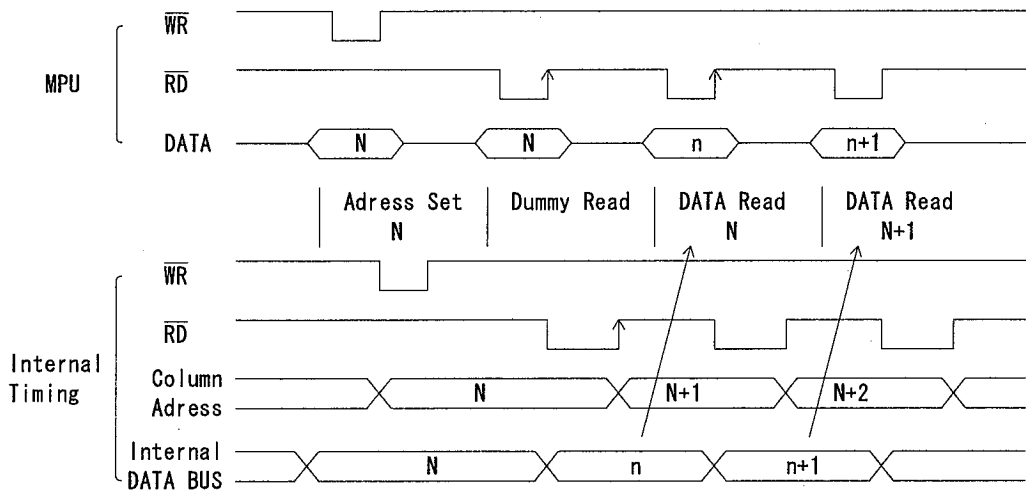 WR
MPU
RD
DATA N N n n+1
Adress Set Dummy Read DATA Read DATA Read
N N N+1
WR
RD
Internal
Timing
Column
Adress
N N+1 N+2
Internal
DATA BUS
N n n+1